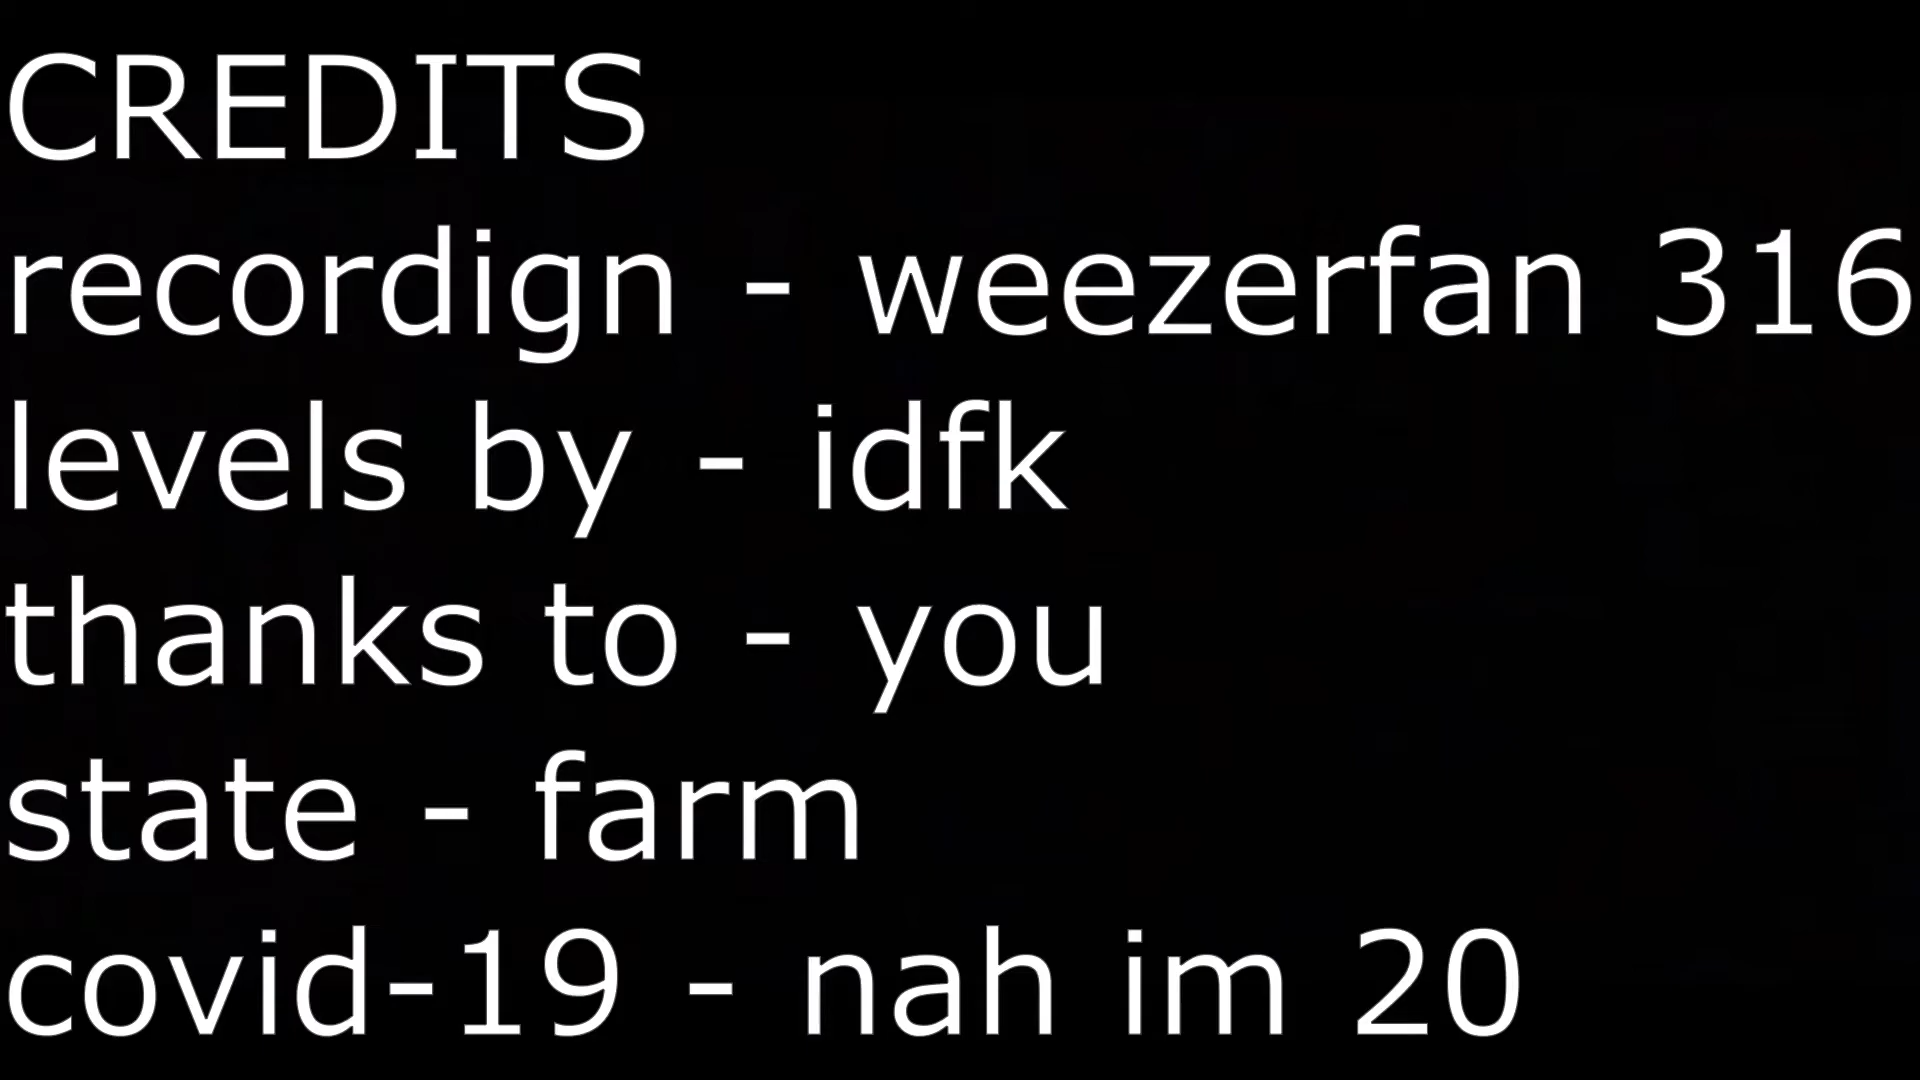 CREDITS
recordign - weezerfan 316
levels by - idfk
thanks to - you
state - farm
covid-19 - nah im 20